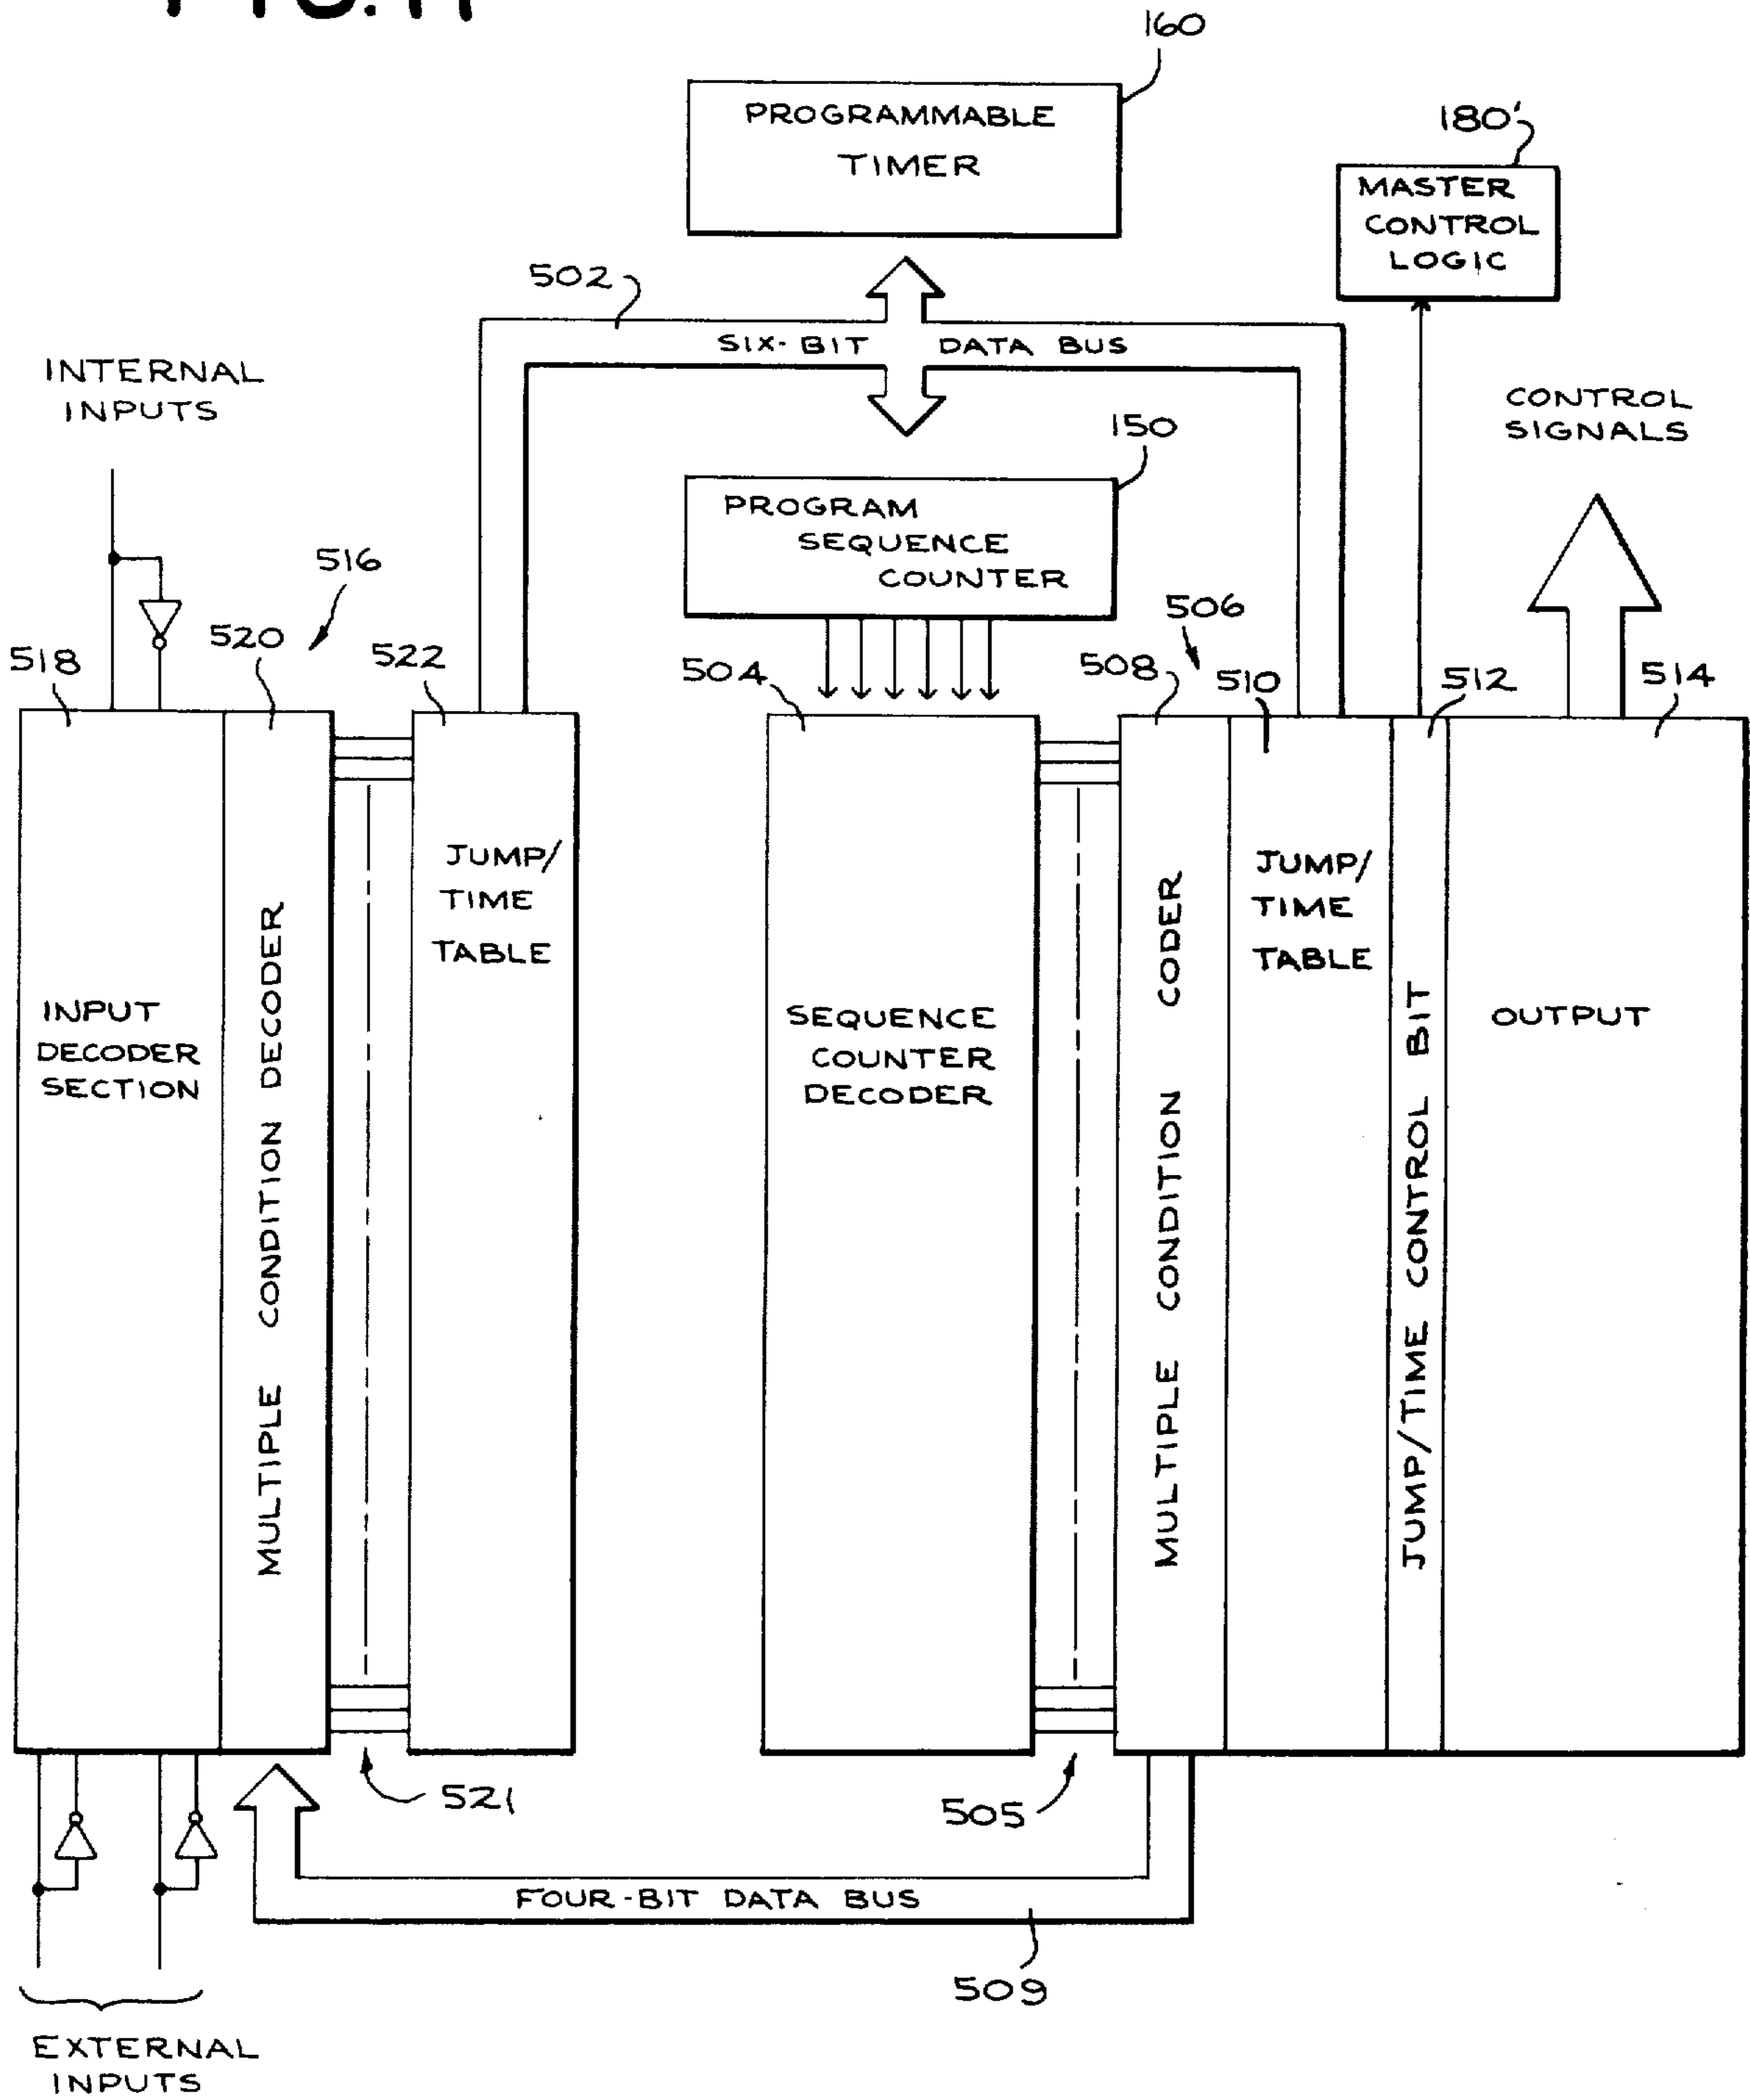 FIG. 11
160
PROGRAMMABLE
TIMER
180'
MASTER
CONTROL
LOGIC
502
SIX-BIT DATA BUS
INTERNAL
INPUTS
CONTROL
SIGNALS
150
PROGRAM
SEQUENCE
COUNTER
516
506
518
520
522
504
508
510
512
514
JUMP/
TIME
TABLE
JUMP/
TIME
TABLE
INPUT
DECODER
SECTION
MULTIPLE CONDITION DECODER
SEQUENCE
COUNTER
DECODER
MULTIPLE CONDITION CODER
JUMP/TIME CONTROL BIT
OUTPUT
521
505
FOUR-BIT DATA BUS
509
EXTERNAL
INPUTS